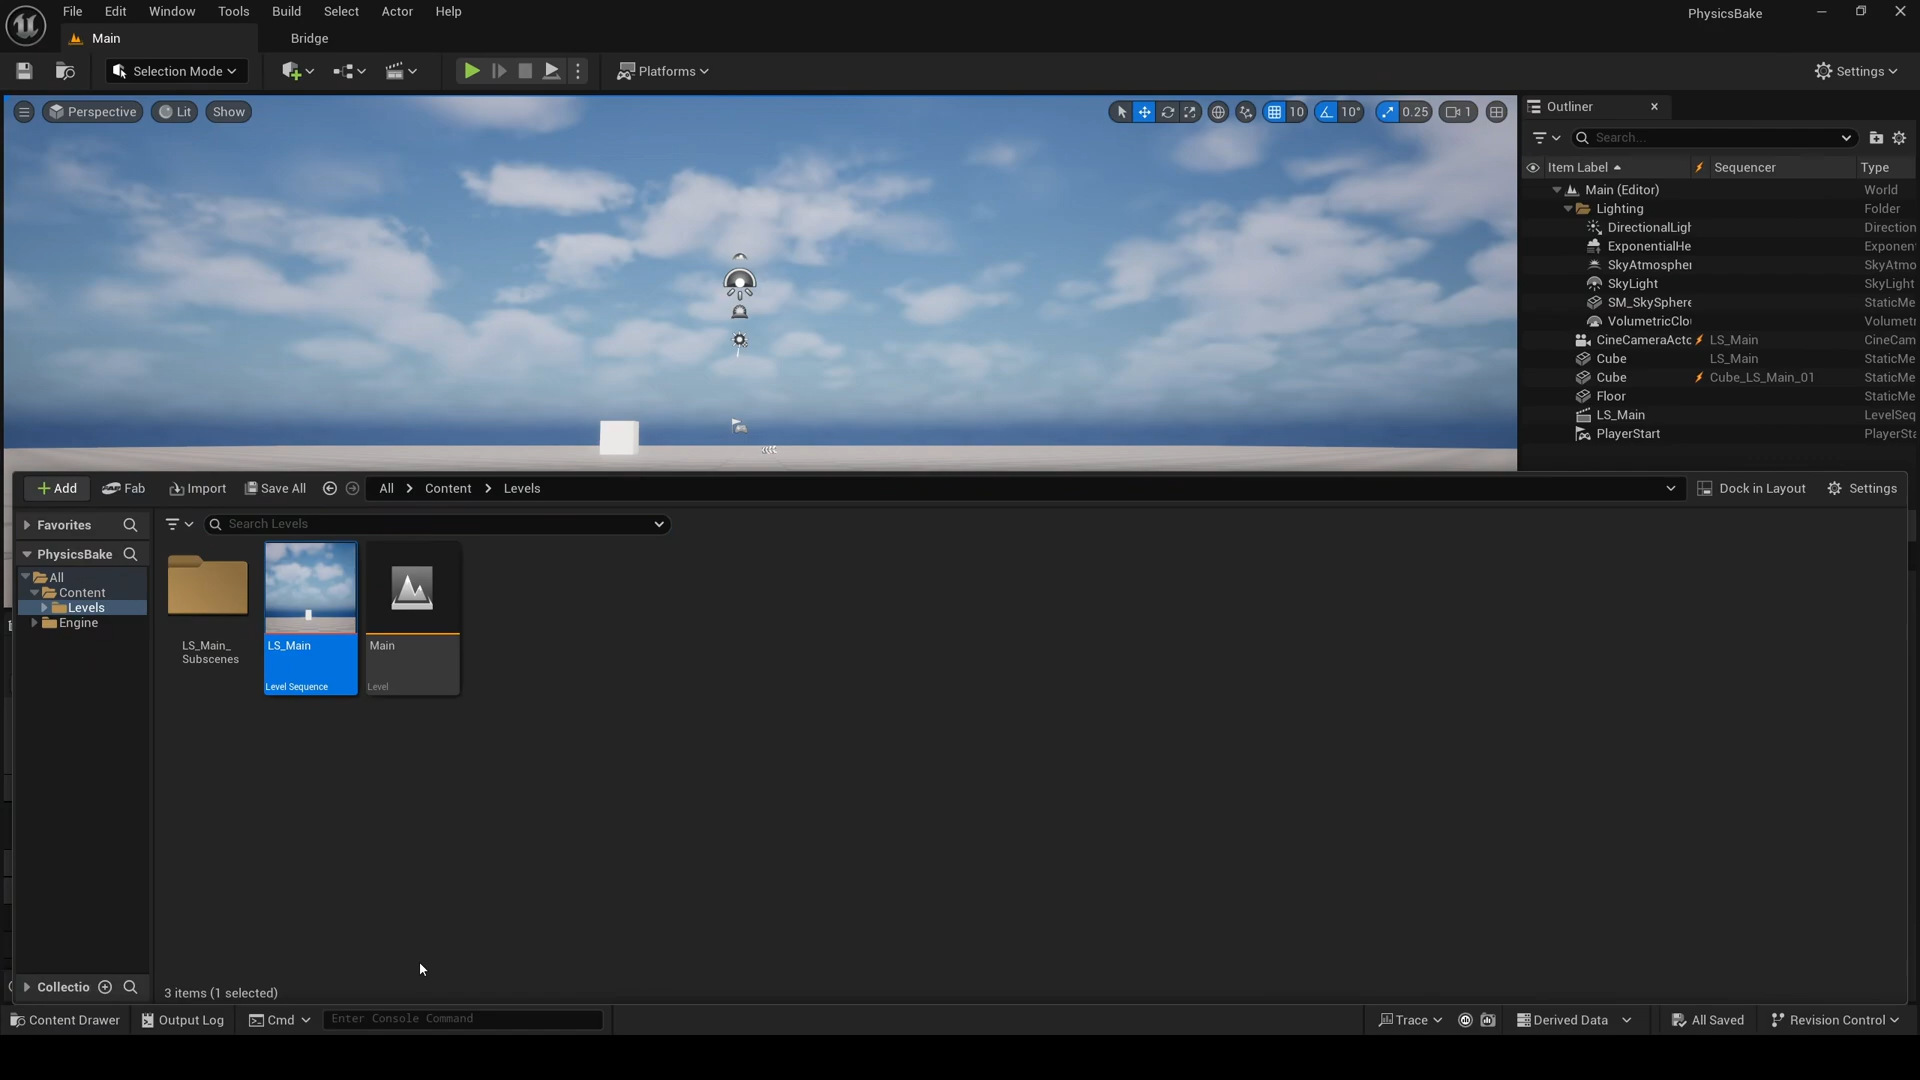 File Edit Window Tools Build Select Actor Help
PhysicsBake
Main
Bridge
Selection Mode
Platforms
Settings
Perspective
Lit
Show
10
10°
0.25
1
Outliner
Search...
Item Label
Sequencer
Type
Main (Editor) World
Lighting Folder
DirectionalLigh Direction
ExponentialHe Exponen
SkyAtmospher SkyAtmo
SkyLight SkyLight
SM_SkySphere StaticMe
VolumetricClou Volumetr
CineCameraActo LS_Main CineCam
Cube LS_Main StaticMe
Cube Cube_LS_Main_01 StaticMe
Floor StaticMe
LS_Main LevelSeq
PlayerStart PlayerSta
Add
Fab
Import
Save All
All
Content
Levels
Dock in Layout
Settings
Favorites
Search Levels
PhysicsBake
All
Content
Levels
Engine
LS_Main_
Subscenes
LS_Main
Level Sequence
Main
Level
Collectio
3 items (1 selected)
Content Drawer
Output Log
Cmd
Enter Console Command
Trace
Derived Data
All Saved
Revision Control